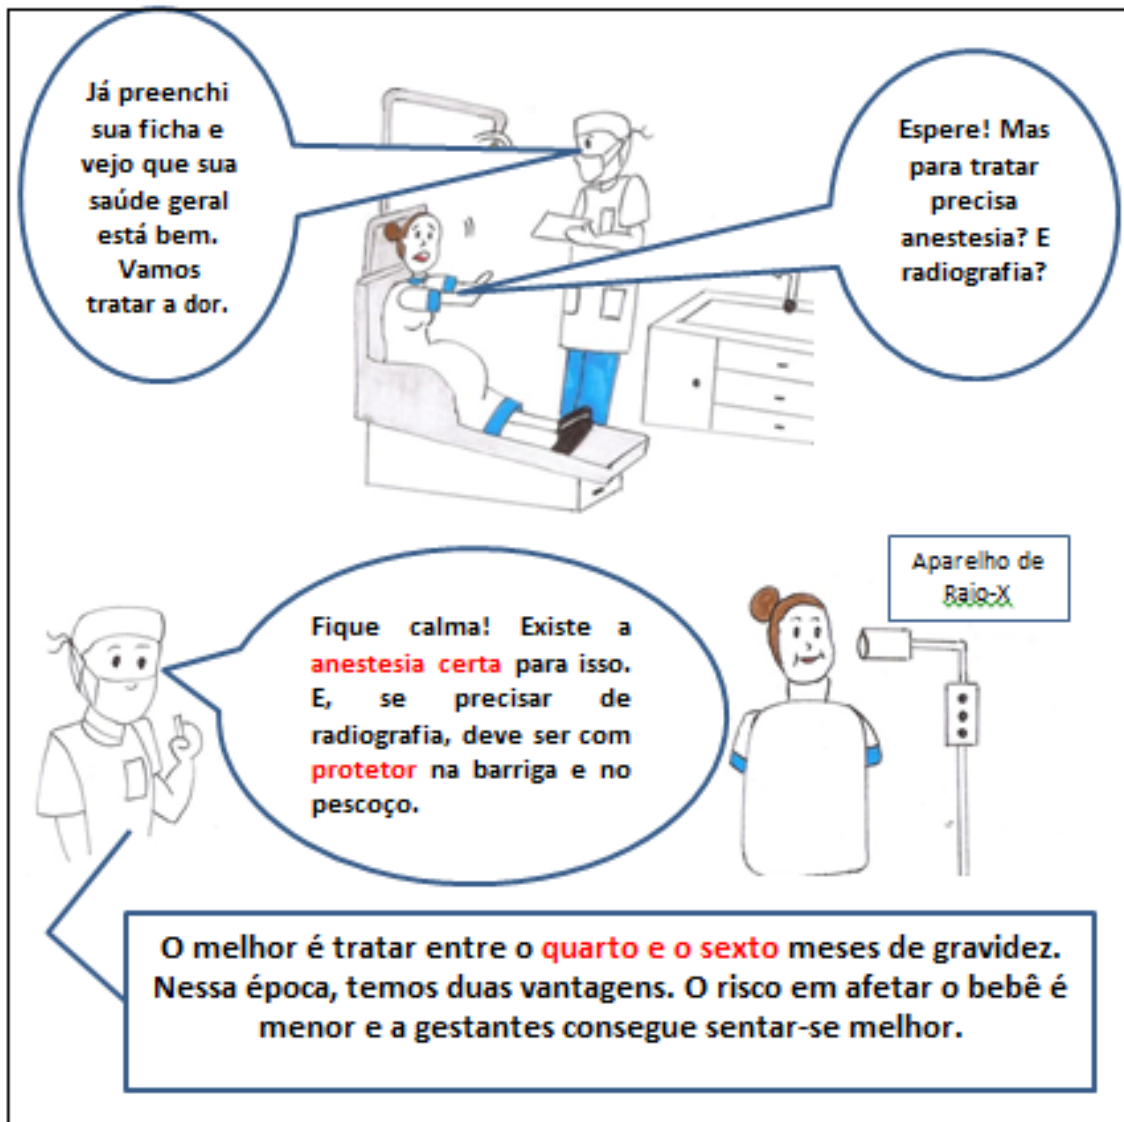 Já preenchi
sua ficha e
vejo que sua
saúde geral
está bem.
Vamos
tratar a dor.
Espere! Mas
para tratar
precisa
anestesia? E
radiografia?
Aparelho de
Raio-X
Fique calma! Existe a
anestesia certa para isso.
E, se precisar de
radiografia, deve ser com
protetor na barriga e no
pescoço.
O melhor é tratar entre o quarto e o sexto meses de gravidez.
Nessa época, temos duas vantagens. O risco em afetar o bebê é
menor e a gestantes consegue sentar-se melhor.